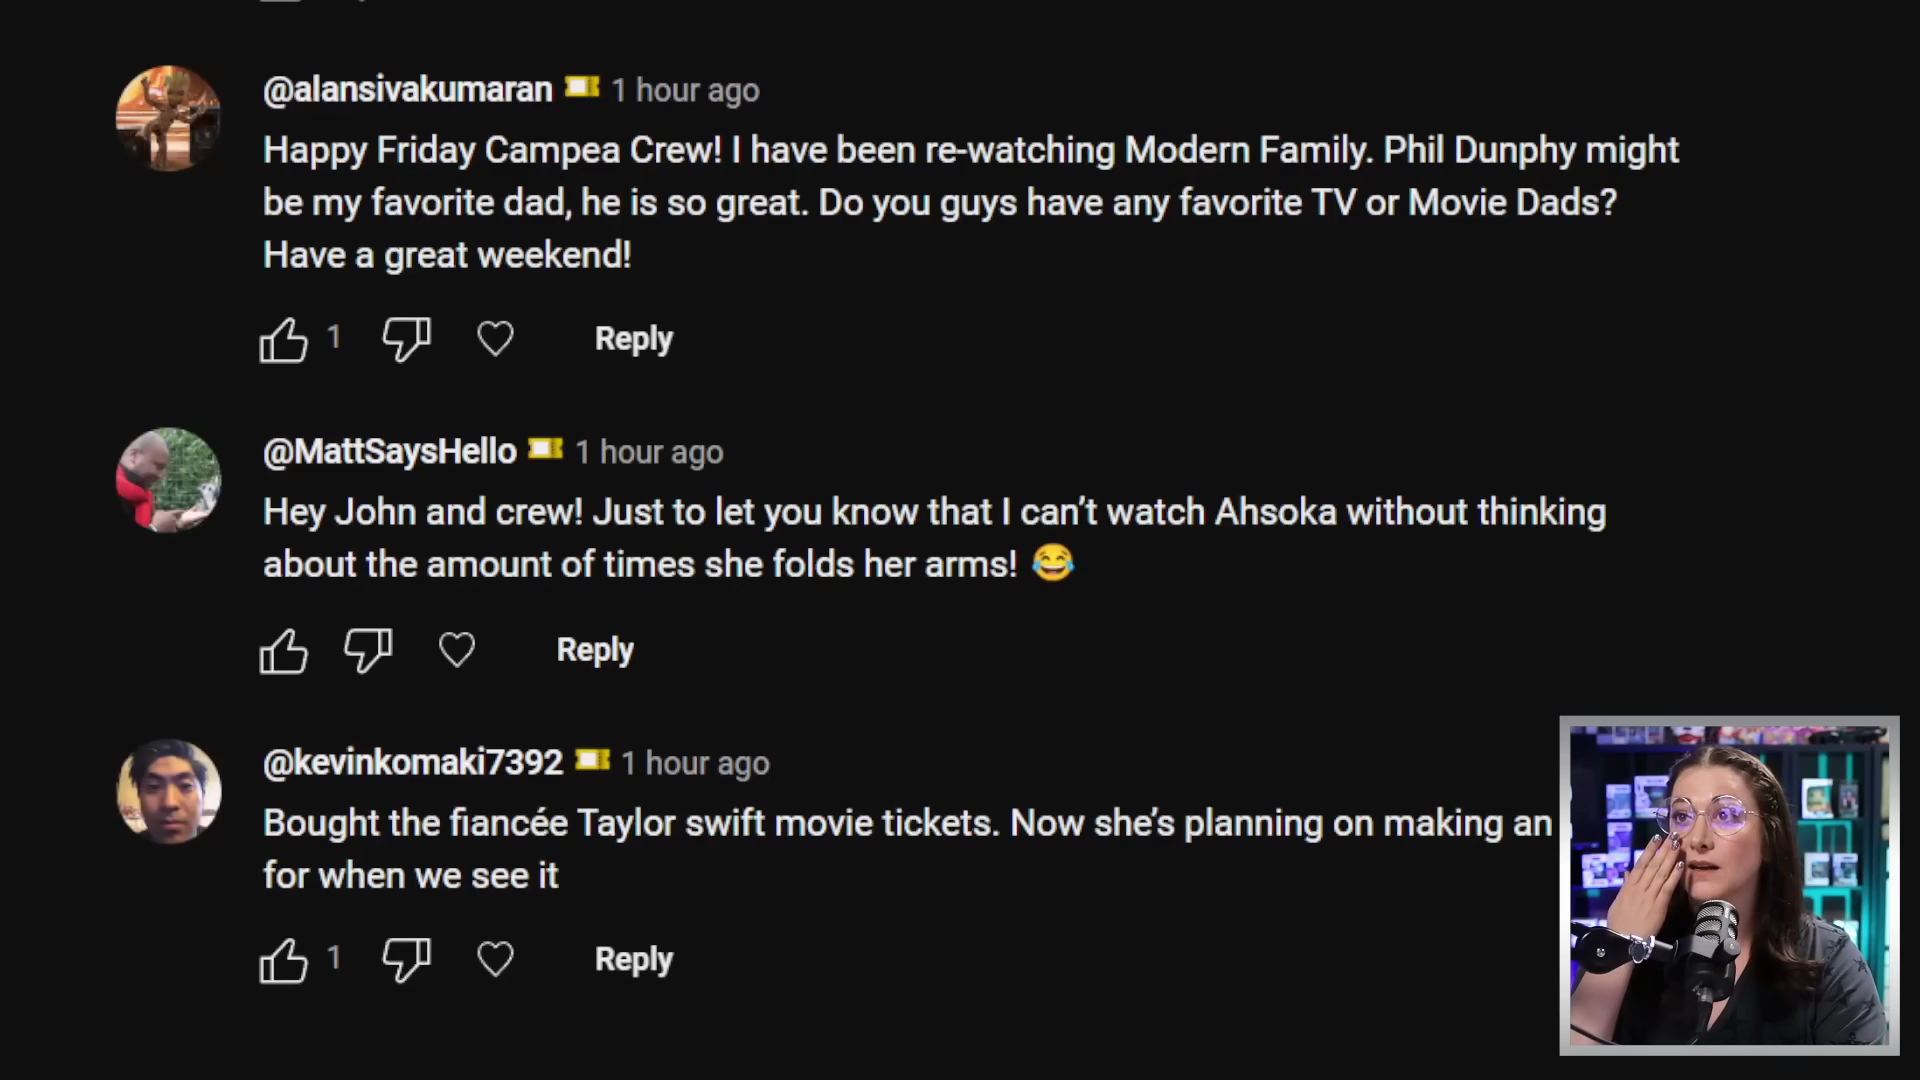 @alansivakumaran 1 hour ago
Happy Friday Campea Crew! I have been re-watching Modern Family. Phil Dunphy might
be my favorite dad, he is so great. Do you guys have any favorite TV or Movie Dads?
Have a great weekend!
1 Reply
@MattSaysHello 1 hour ago
Hey John and crew! Just to let you know that I can’t watch Ahsoka without thinking
about the amount of times she folds her arms! 😂
Reply
@kevinkomaki7392 1 hour ago
Bought the fiancée Taylor swift movie tickets. Now she’s planning on making an
for when we see it
1 Reply